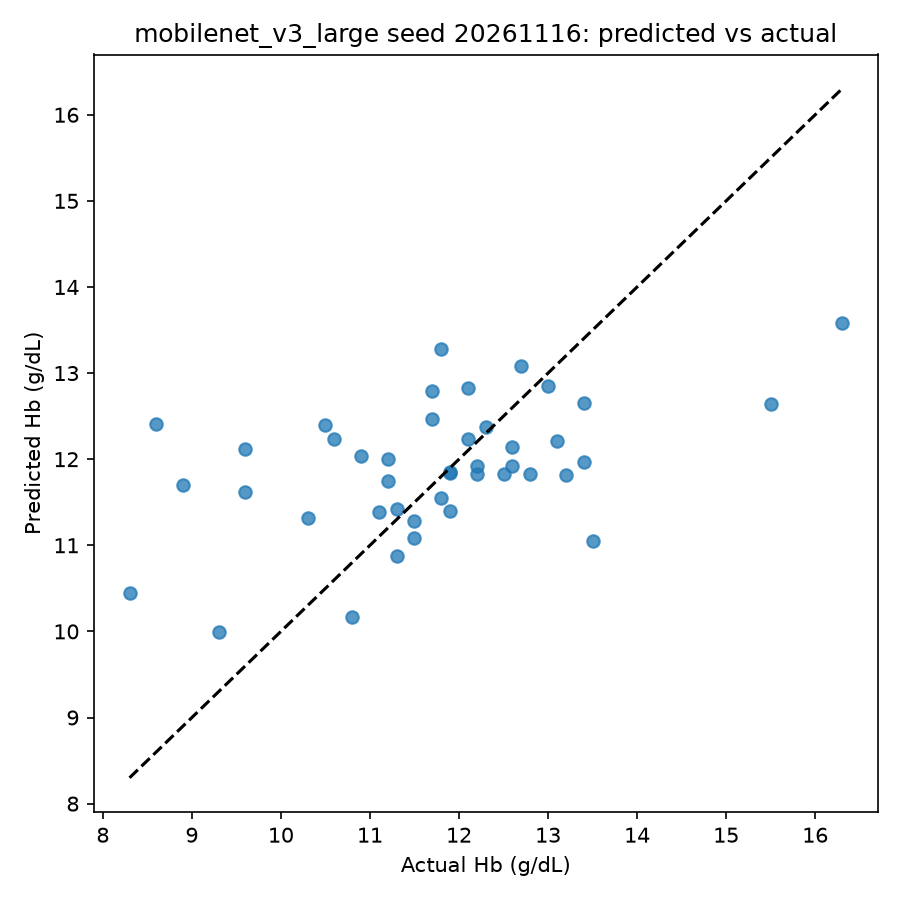 mobilenet_v3_large seed 20261116: predicted vs actual
16
15
14
13
12
11
10
9
8
Predicted Hb (g/dL)
8 9 10 11 12 13 14 15 16
Actual Hb (g/dL)